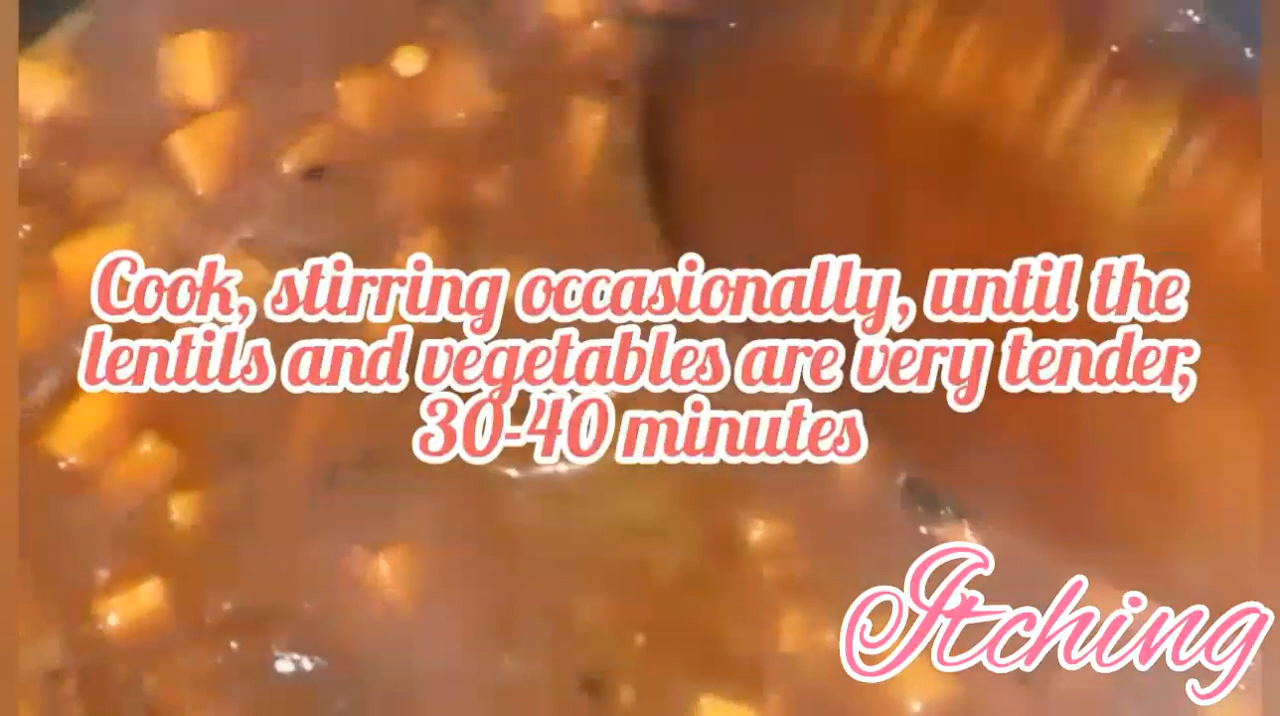 Cook, stirring occasionally, until the
lentils and vegetables are very tender,
30-40 minutes
Itching